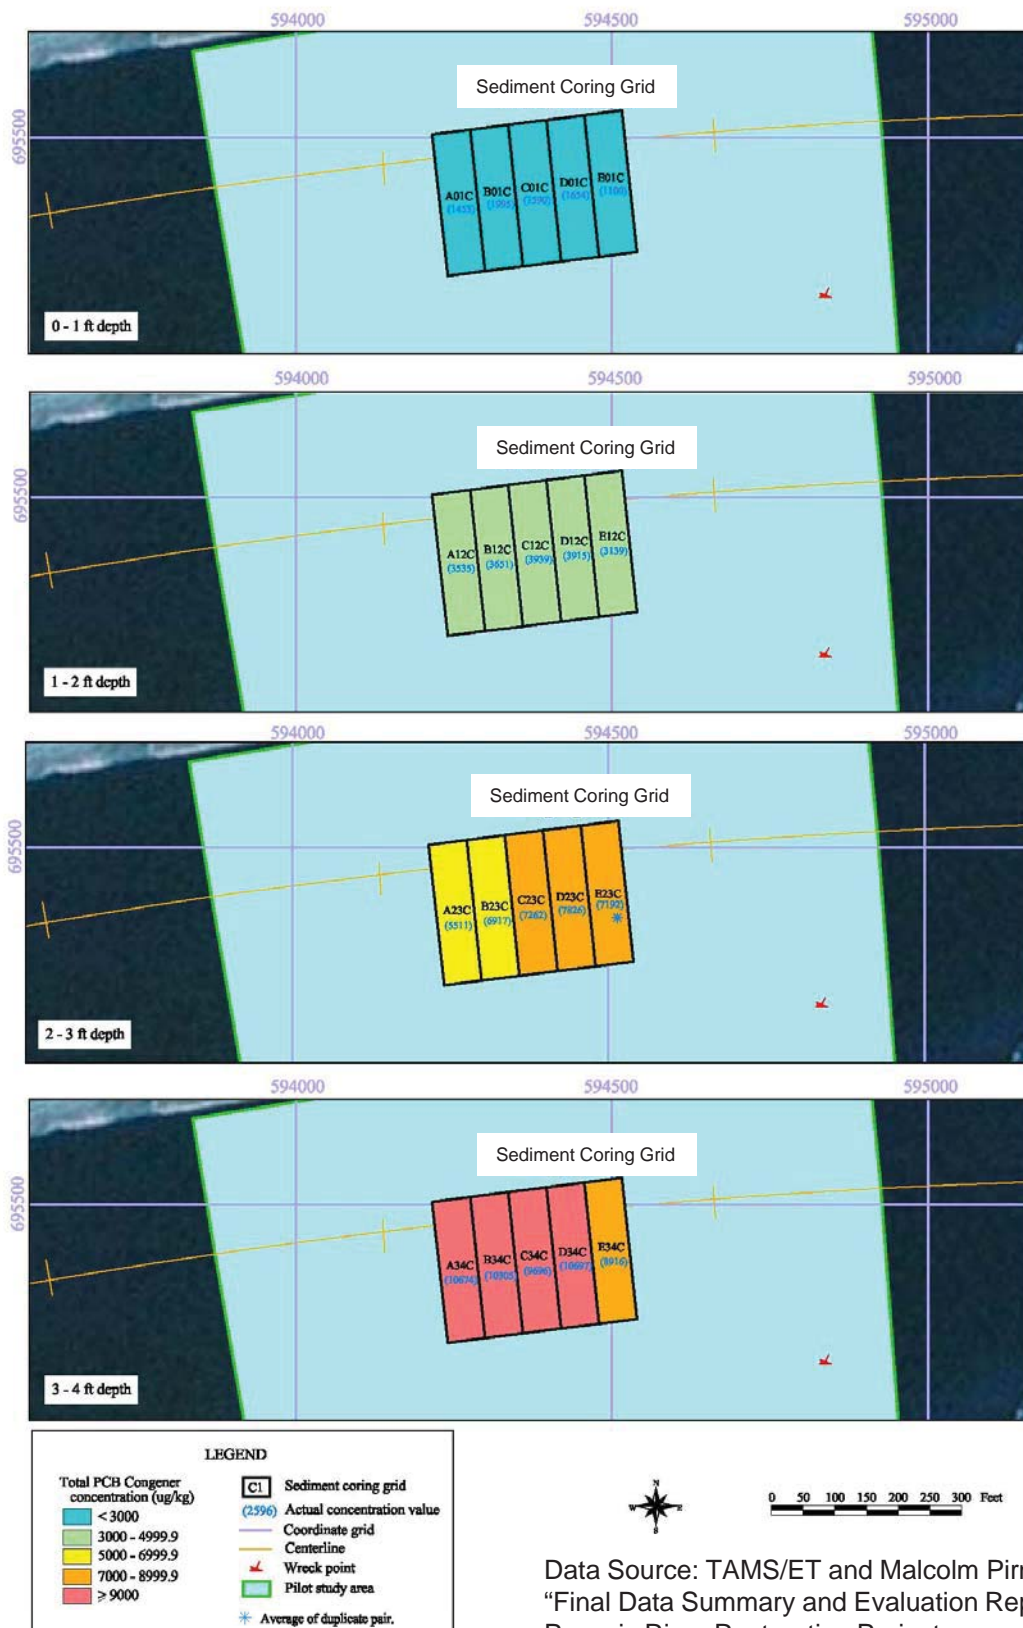 594000 594500 595000
Sediment Coring Grid
695500
A01C B01C C01C D01C E01C
(1654) (1100)
0 - 1 ft depth
594000 594500 595000
Sediment Coring Grid
695500
A12C B12C C12C D12C E12C
(3535) (3651) (3939) (3915) (3139)
1 - 2 ft depth
594000 594500 595000
Sediment Coring Grid
695500
A23C B23C C23C D23C E23C
(5511) (6917) (7262) (7826) (7192)
2 - 3 ft depth
594000 594500 595000
Sediment Coring Grid
695500
A34C B34C C34C D34C E34C
(10674) (10305) (9696) (10697) (8916)
3 - 4 ft depth
LEGEND
Total PCB Congener
concentration (ug/kg)
< 3000
3000 - 4999.9
5000 - 6999.9
7000 - 8999.9
≥ 9000
C1 Sediment coring grid
(2596) Actual concentration value
Coordinate grid
Centerline
Wreck point
Pilot study area
Average of duplicate pair.
N
W E
S
0 50 100 150 200 250 300 Feet
Data Source: TAMS/ET and Malcolm Pirn
“Final Data Summary and Evaluation Rep